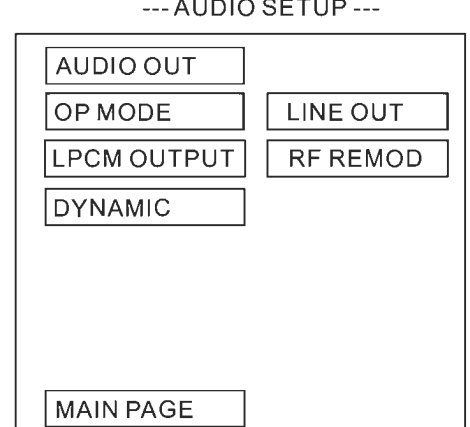 --- AUDIO SETUP ---
AUDIO OUT
OP MODE LINE OUT
LPCM OUTPUT RF REMOD
DYNAMIC
MAIN PAGE